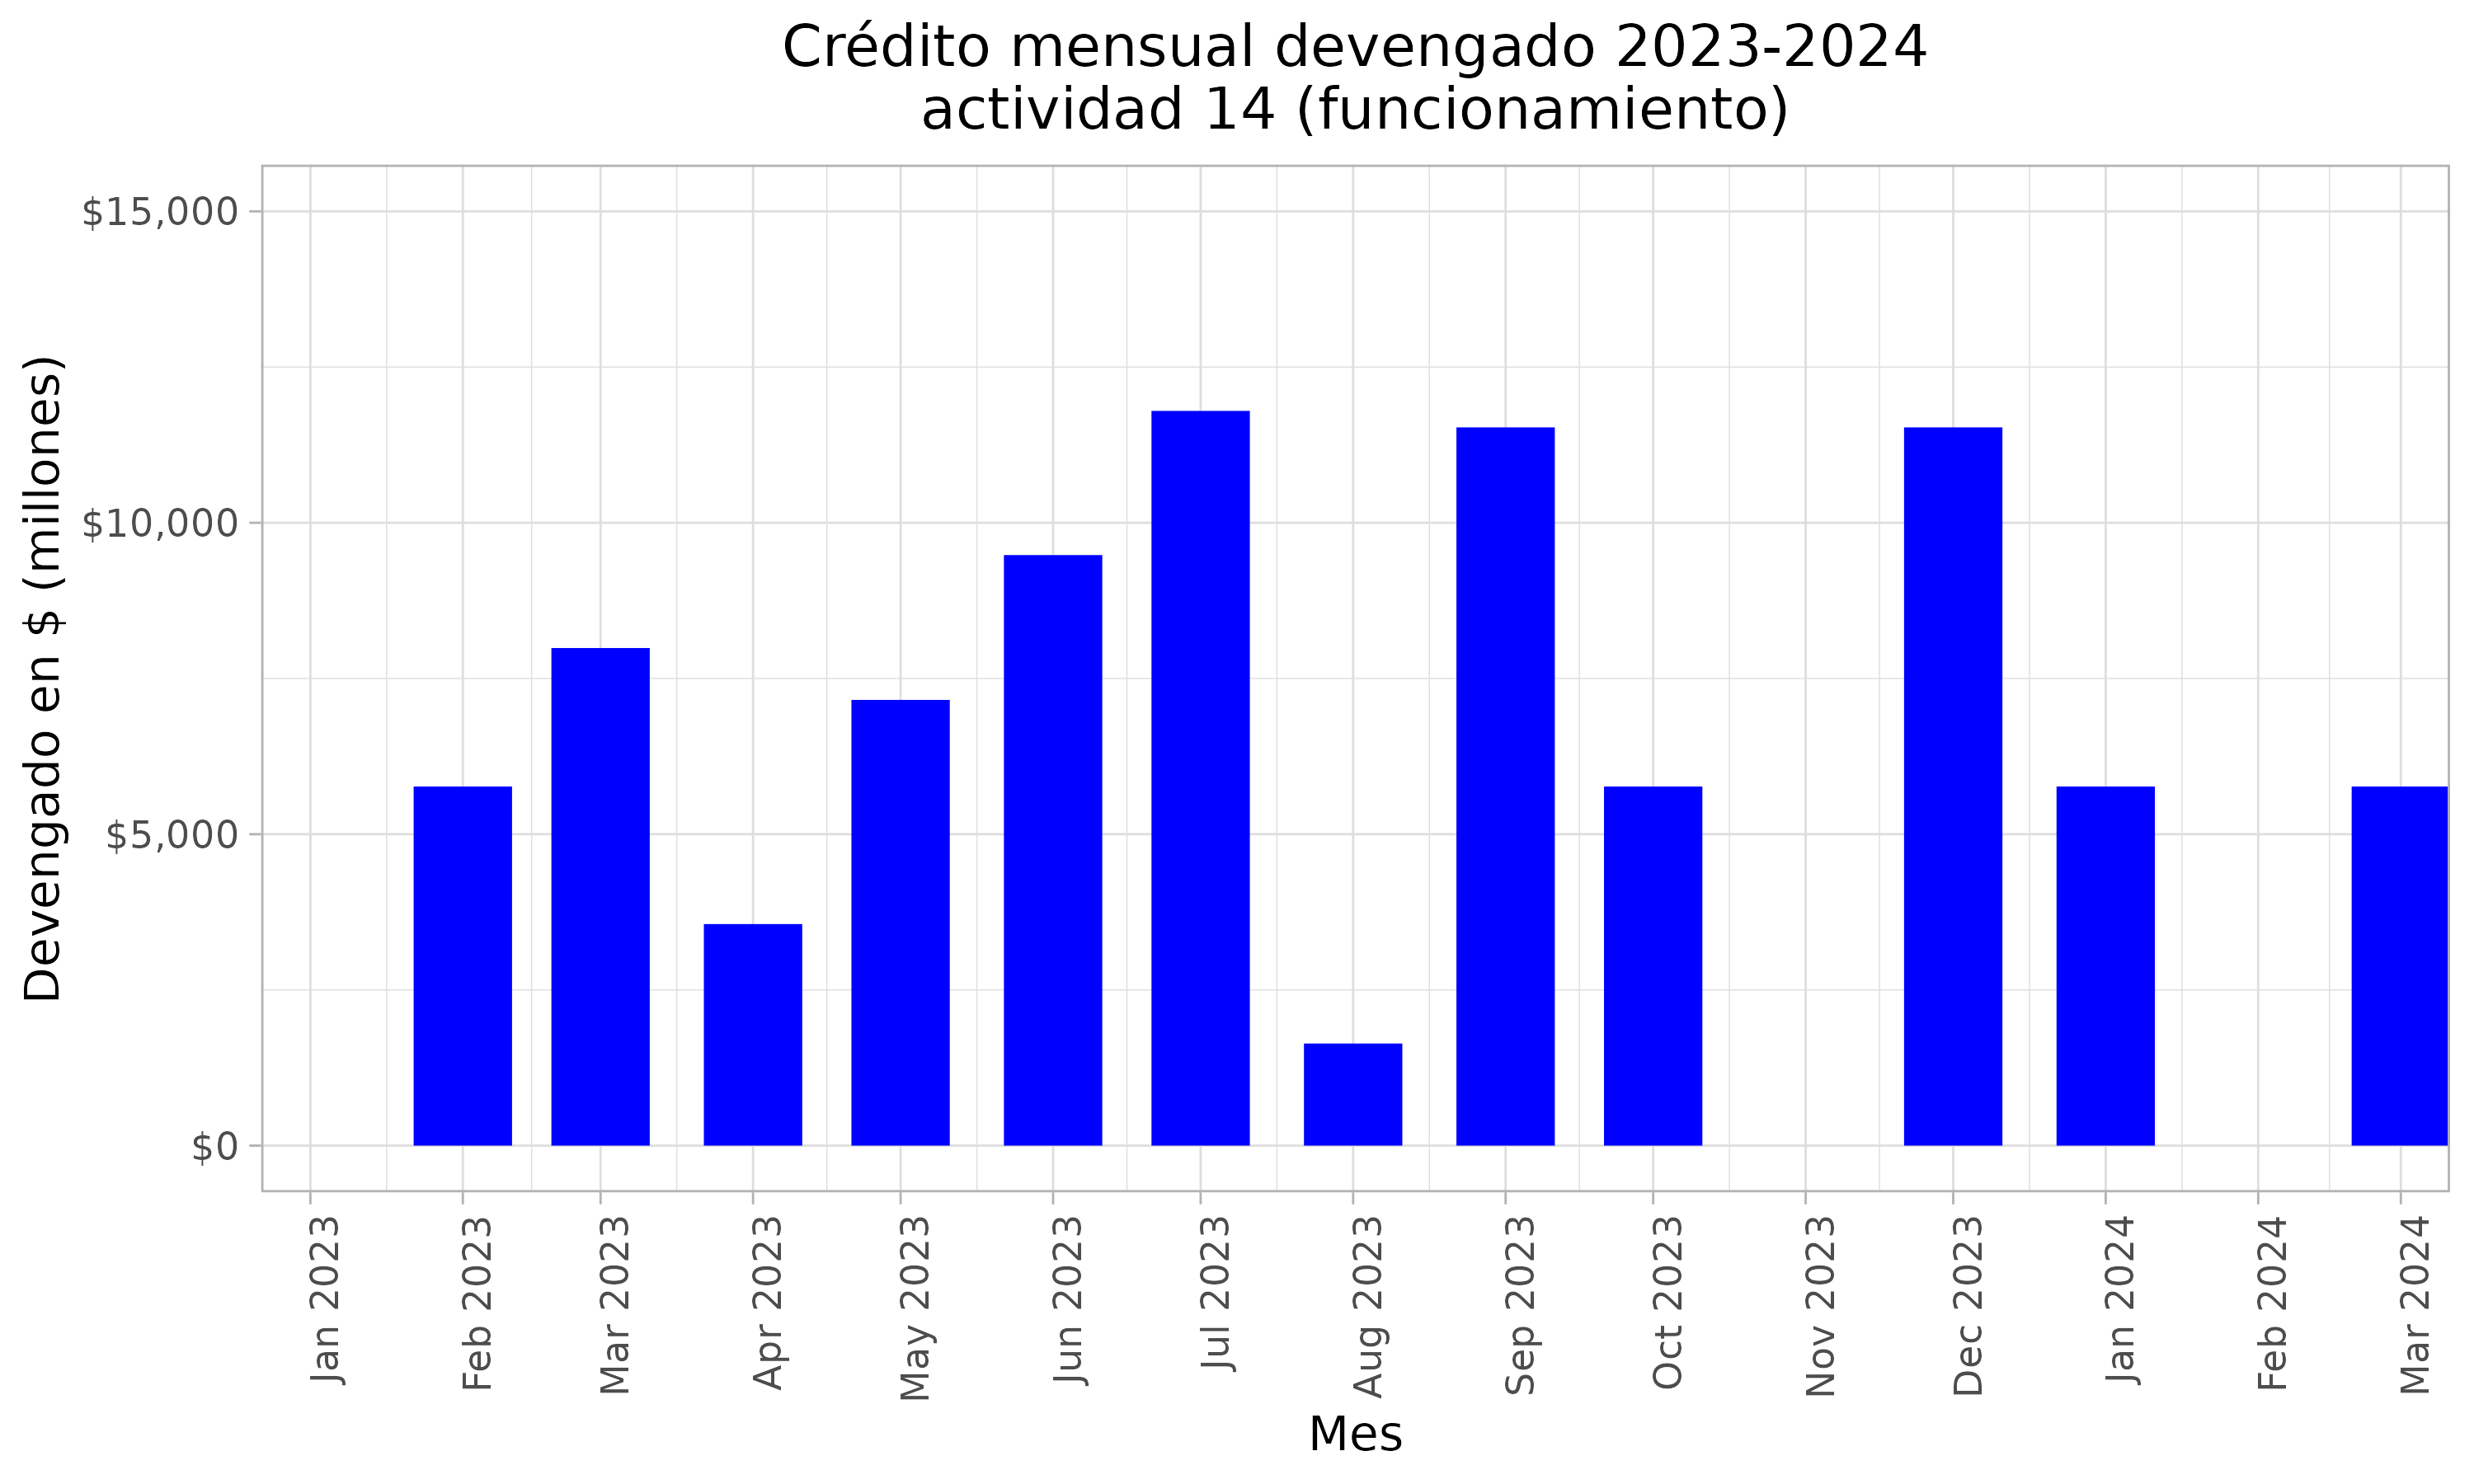 Crédito mensual devengado 2023-2024
actividad 14 (funcionamiento)
Devengado en $ (millones)
$15,000
$10,000
$5,000
$0
Jan 2023
Feb 2023
Mar 2023
Apr 2023
May 2023
Jun 2023
Jul 2023
Aug 2023
Sep 2023
Oct 2023
Nov 2023
Dec 2023
Jan 2024
Feb 2024
Mar 2024
Mes